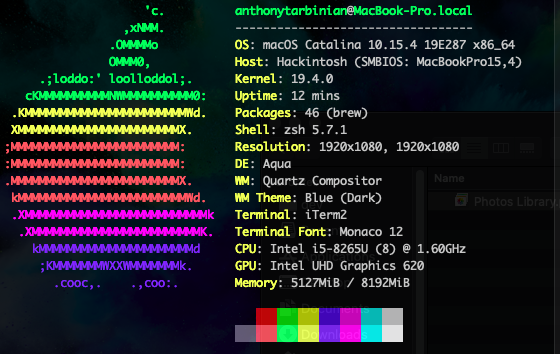 'c.
,xNMM.
.OMMMMo
OMMM0,
.;loddo:' loolloddol;.
cKMMMMMMMMMMNWMMMMMMMMMM0:
.KMMMMMMMMMMMMMMMMMMMMMMMWd.
XMMMMMMMMMMMMMMMMMMMMMMMX.
;MMMMMMMMMMMMMMMMMMMMMMMM:
:MMMMMMMMMMMMMMMMMMMMMMMM:
.MMMMMMMMMMMMMMMMMMMMMMMMX.
kMMMMMMMMMMMMMMMMMMMMMMMMWd.
.XMMMMMMMMMMMMMMMMMMMMMMMMMMk
.XMMMMMMMMMMMMMMMMMMMMMMMMK.
kMMMMMMMMMMMMMMMMMMMMMMd
;KMMMMMMMWXXWMMMMMMMk.
.cooc,. .,coo:.
anthonytarbinian@MacBook-Pro.local
----------------------------------
OS: macOS Catalina 10.15.4 19E287 x86_64
Host: Hackintosh (SMBIOS: MacBookPro15,4)
Kernel: 19.4.0
Uptime: 12 mins
Packages: 46 (brew)
Shell: zsh 5.7.1
Resolution: 1920x1080, 1920x1080
DE: Aqua
WM: Quartz Compositor
WM Theme: Blue (Dark)
Terminal: iTerm2
Terminal Font: Monaco 12
CPU: Intel i5-8265U (8) @ 1.60GHz
GPU: Intel UHD Graphics 620
Memory: 5127MiB / 8192MiB
Name
Photos Library.
Documents
Downloads